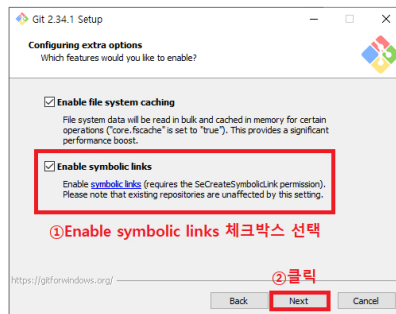 Git 2.34.1 Setup
Configuring extra options
Which features would you like to enable?
Enable file system caching
File system data will be read in bulk and cached in memory for certain
operations ("core.fscache" is set to "true"). This provides a significant
performance boost.
Enable symbolic links
Enable symbolic links (requires the SeCreateSymbolicLink permission).
Please note that existing repositories are unaffected by this setting.
①Enable symbolic links 체크박스 선택
https://gitforwindows.org/
②클릭
Back Next Cancel